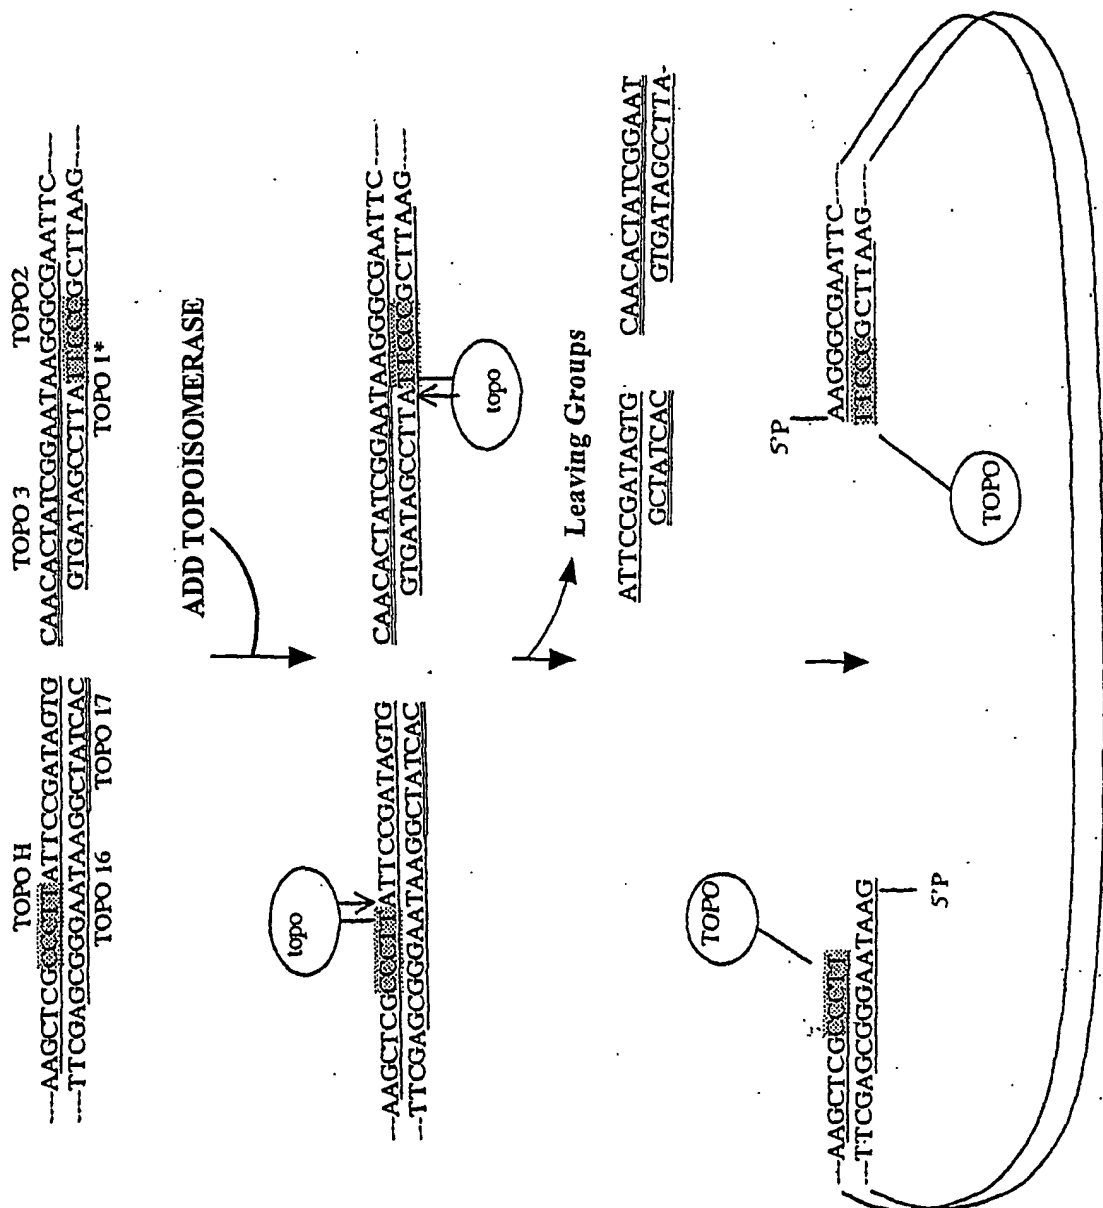 TOPO H TOPO 3 TOPO2
----AAGCTCGCCCTTATTCCGATAGTG CAACACTATCGGAATAAGGGCGAATTC-----
----TTCGAGCGGGAATAAGGCTATCAC GTGATAGCCTTATTCCCGCTTAAG-----
TOPO 16 TOPO 17 TOPO 1*
ADD TOPOISOMERASE
topo
---AAGCTCGCCCTTATTCCGATAGTG CAACACTATCGGAATAAGGGCGAATTC-----
---TTCGAGCGGGAATAAGGCTATCAC GTGATAGCCTTATTCCCGCTTAAG-----
topo
Leaving Groups
ATTCCGATAGTG CAACACTATCGGAAT
GCTATCAC GTGATAGCCTTA-
TOPO
5'P
---AAGCTCGCCCTT AAGGGCGAATTC-----
---TTCGAGCGGGAATAAG TTCCCGCTTAAG-----
5'P
TOPO